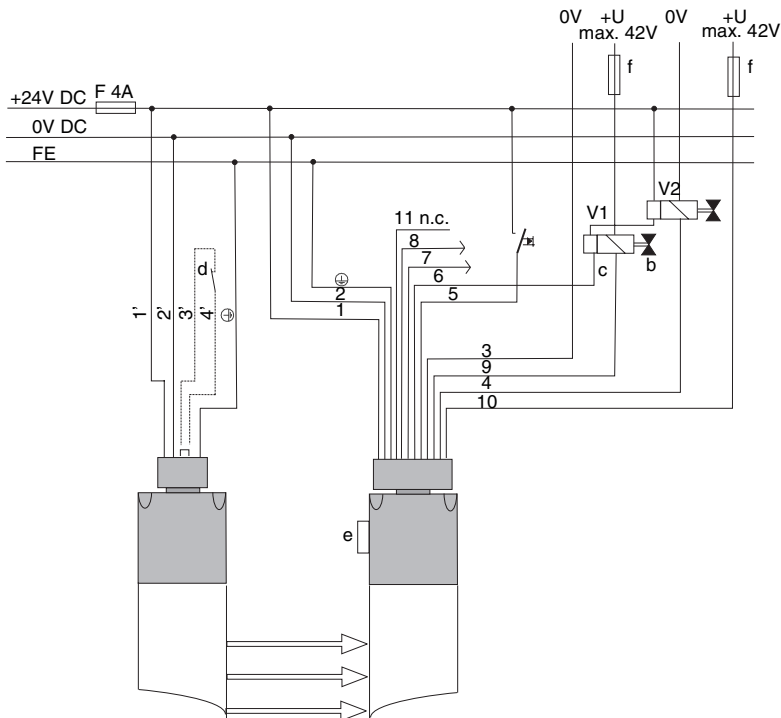 0V +U 0V +U
max. 42V max. 42V
f f
+24V DC F 4A
0V DC
FE
V2
V1
11 n.c.
8
d 7 b
6 c
2 5
1
1' 2' 3' 4'
3
9
4
10
e